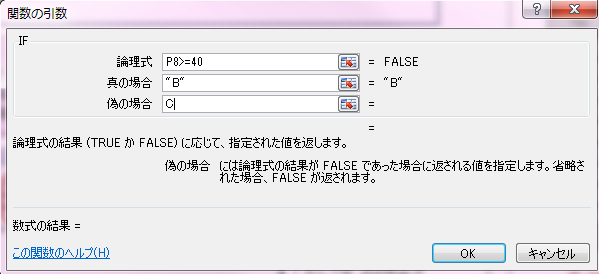 関数の引数
IF
論理式 P8>=40 = FALSE
真の場合 "B" = "B"
偽の場合 C =
=
論理式の結果 (TRUE か FALSE) に応じて、指定された値を返します。
偽の場合 には論理式の結果が FALSE であった場合に返される値を指定します。省略
された場合、FALSE が返されます。
数式の結果 =
この関数のヘルプ(H)
OK キャンセル